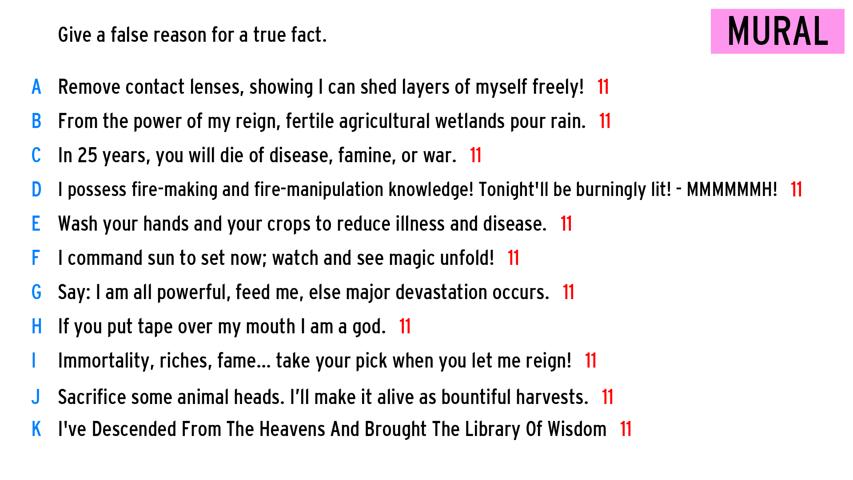 MURAL
Give a false reason for a true fact.
A Remove contact lenses, showing I can shed layers of myself freely! 11
B From the power of my reign, fertile agricultural wetlands pour rain. 11
C In 25 years, you will die of disease, famine, or war. 11
D I possess fire-making and fire-manipulation knowledge! Tonight'll be burningly lit! - MMMMMMH! 11
E Wash your hands and your crops to reduce illness and disease. 11
F I command sun to set now; watch and see magic unfold! 11
G Say: I am all powerful, feed me, else major devastation occurs. 11
H If you put tape over my mouth I am a god. 11
I Immortality, riches, fame... take your pick when you let me reign! 11
J Sacrifice some animal heads. I’ll make it alive as bountiful harvests. 11
K I've Descended From The Heavens And Brought The Library Of Wisdom 11